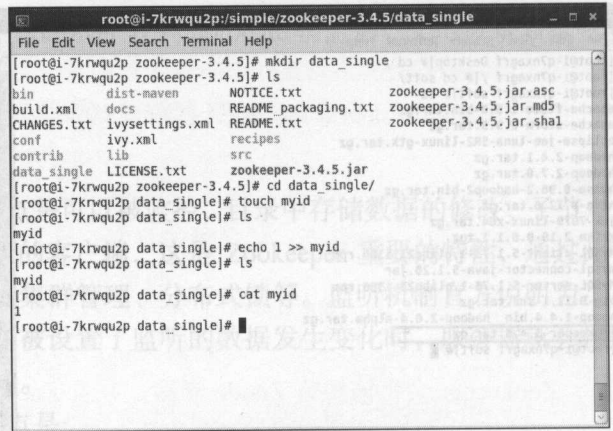 root@i-7krwqu2p:/simple/zookeeper-3.4.5/data_single
File Edit View Search Terminal Help
[root@i-7krwqu2p zookeeper-3.4.5]# mkdir data_single
[root@i-7krwqu2p zookeeper-3.4.5]# ls
bin dist-maven NOTICE.txt zookeeper-3.4.5.jar.asc
build.xml docs README_packaging.txt zookeeper-3.4.5.jar.md5
CHANGES.txt ivysettings.xml README.txt zookeeper-3.4.5.jar.sha1
conf ivy.xml recipes
contrib lib src
data_single LICENSE.txt zookeeper-3.4.5.jar
[root@i-7krwqu2p zookeeper-3.4.5]# cd data_single/
[root@i-7krwqu2p data_single]# touch myid
[root@i-7krwqu2p data_single]# ls
myid
[root@i-7krwqu2p data_single]# echo 1 >> myid
[root@i-7krwqu2p data_single]# ls
myid
[root@i-7krwqu2p data_single]# cat myid
1
[root@i-7krwqu2p data_single]#